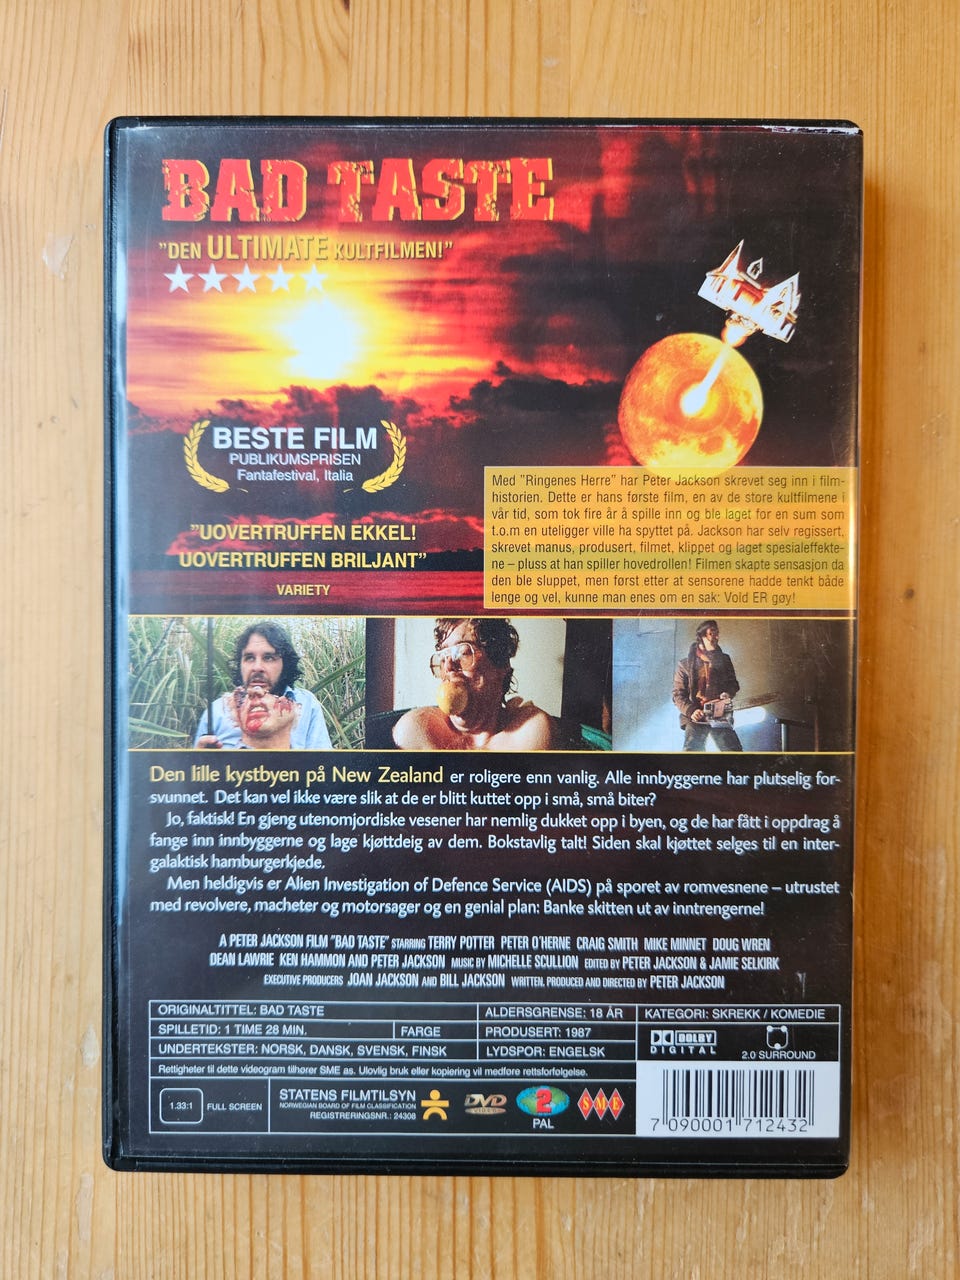 BAD TASTE
"DEN ULTIMATE KULTFILMEN!"
BESTE FILM
PUBLIKUMSPRISEN
Fantafestival, Italia
"UOVERTRUFFEN EKKEL!
UOVERTRUFFEN BRILJANT"
VARIETY
Med "Ringenes Herre" har Peter Jackson skrevet seg inn i film-
historien. Dette er hans første film, en av de store kultfilmene i
vår tid, som tok fire år å spille inn og ble laget for en sum som
t.o.m en uteligger ville ha spyttet på. Jackson har selv regissert,
skrevet manus, produsert, filmet, klippet og laget spesialeffekte-
ne – pluss at han spiller hovedrollen! Filmen skapte sensasjon da
den ble sluppet, men først etter at sensorene hadde tenkt både
lenge og vel, kunne man enes om en sak: Vold ER gøy!
Den lille kystbyen på New Zealand er roligere enn vanlig. Alle innbyggerne har plutselig for-
svunnet. Det kan vel ikke være slik at de er blitt kuttet opp i små, små biter?
Jo, faktisk! En gjeng utenomjordiske vesener har nemlig dukket opp i byen, og de har fått i oppdrag å
fange inn innbyggerne og lage kjøttdeig av dem. Bokstavlig talt! Siden skal kjøttet selges til en inter-
galaktisk hamburgerkjede.
Men heldigvis er Alien Investigation of Defence Service (AIDS) på sporet av romvesnene – utrustet
med revolvere, macheter og motorsager og en genial plan: Banke skitten ut av inntrengerne!
A PETER JACKSON FILM "BAD TASTE" STARRING TERRY POTTER PETER O'HERNE CRAIG SMITH MIKE MINNET DOUG WREN
DEAN LAWRIE KEN HAMMON AND PETER JACKSON MUSIC BY MICHELLE SCULLION EDITED BY PETER JACKSON & JAMIE SELKIRK
EXECUTIVE PRODUCERS JOAN JACKSON AND BILL JACKSON WRITTEN, PRODUCED AND DIRECTED BY PETER JACKSON
ORIGINALTITTEL: BAD TASTE
ALDERSGRENSE: 18 ÅR
KATEGORI: SKREKK / KOMEDIE
SPILLETID: 1 TIME 28 MIN.
FARGE
PRODUSERT: 1987
UNDERTEKSTER: NORSK, DANSK, SVENSK, FINSK
LYDSPOR: ENGELSK
DOLBY
DIGITAL
2.0 SURROUND
Rettigheter til dette videogram tilhører SME as. Ulovlig bruk eller kopiering vil medføre rettsforfølgelse.
1.33:1
FULL SCREEN
STATENS FILMTILSYN
NORWEGIAN BOARD OF FILM CLASSIFICATION
REGISTRERINGSNR.: 24308
DVD
VIDEO
2
PAL
SME
7 090001 712432